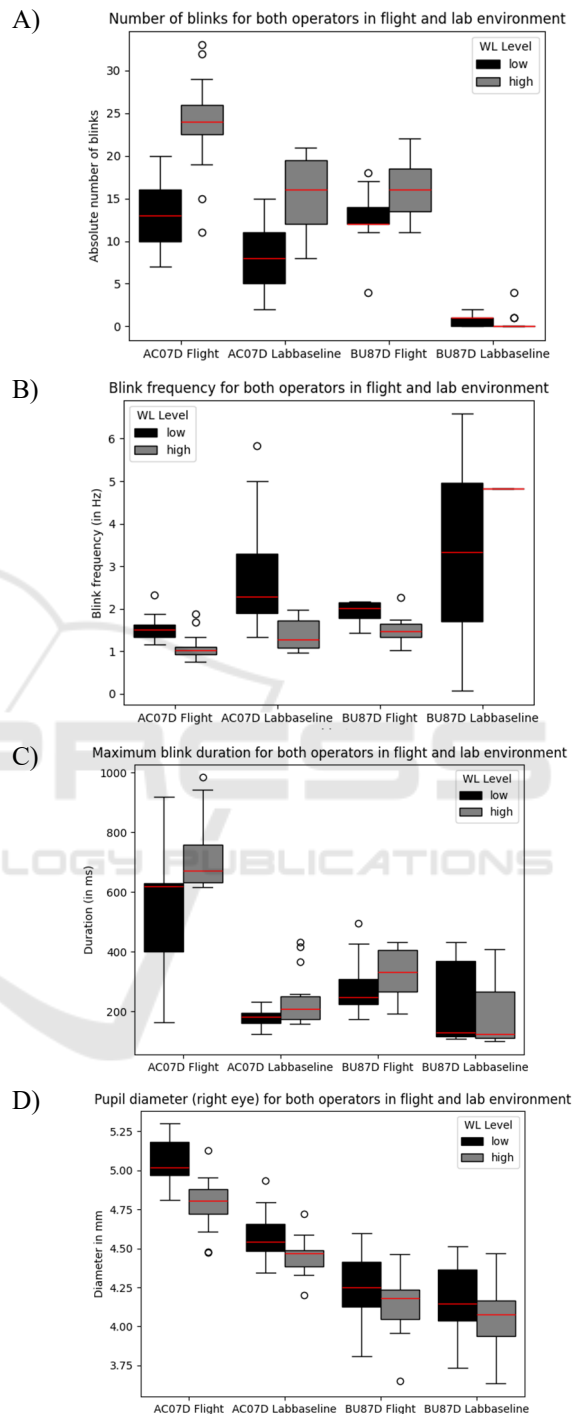 A)
Number of blinks for both operators in flight and lab environment
WL Level
low
high
Absolute number of blinks
30
25
20
15
10
5
0
AC07D Flight AC07D Labbaseline BU87D Flight BU87D Labbaseline
B)
Blink frequency for both operators in flight and lab environment
WL Level
low
high
Blink frequency (in Hz)
6
5
4
3
2
1
0
AC07D Flight AC07D Labbaseline BU87D Flight BU87D Labbaseline
C)
Maximum blink duration for both operators in flight and lab environment
WL Level
low
high
Duration (in ms)
1000
800
600
400
200
AC07D Flight AC07D Labbaseline BU87D Flight BU87D Labbaseline
D)
Pupil diameter (right eye) for both operators in flight and lab environment
WL Level
low
high
Diameter in mm
5.25
5.00
4.75
4.50
4.25
4.00
3.75
AC07D Flight AC07D Labbaseline BU87D Flight BU87D Labbaseline
PRESS
LOGY PUBLICATIONS